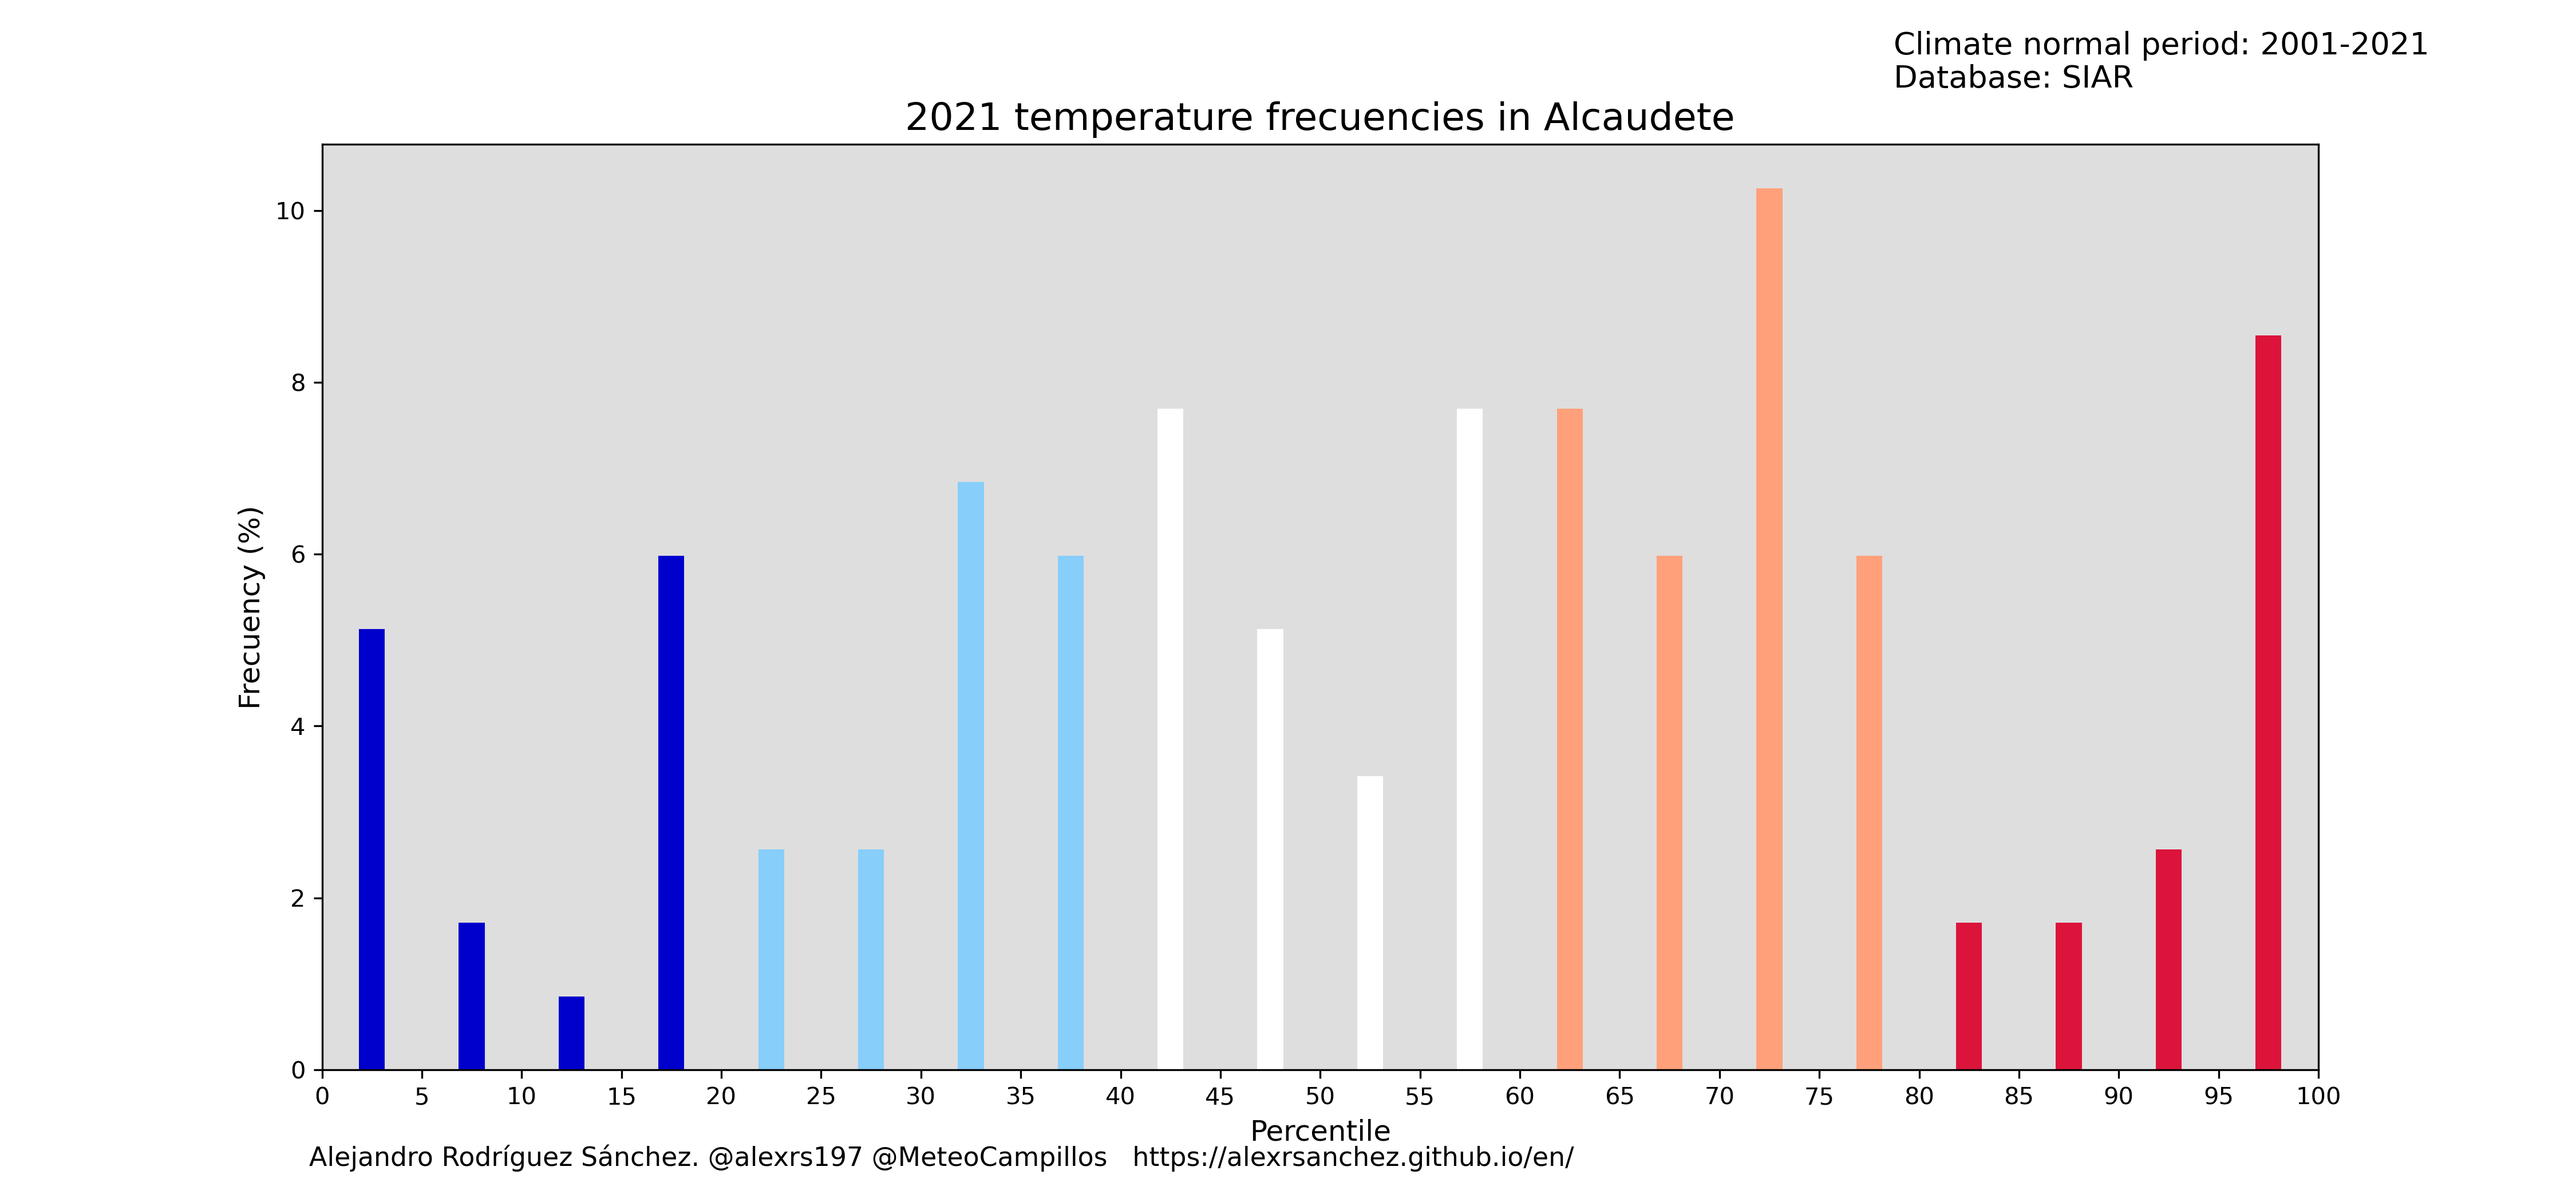 Climate normal period: 2001-2021
Database: SIAR
2021 temperature frecuencies in Alcaudete
Frecuency (%)
10
8
6
4
2
0
0 5 10 15 20 25 30 35 40 45 50 55 60 65 70 75 80 85 90 95 100
Percentile
Alejandro Rodríguez Sánchez. @alexrs197 @MeteoCampillos https://alexrsanchez.github.io/en/